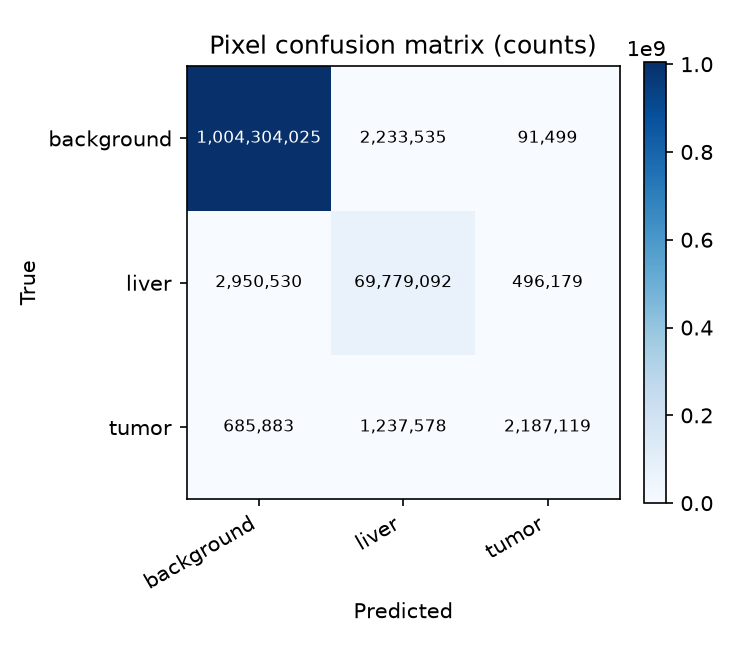 Pixel confusion matrix (counts)
1e9
background 1,004,304,025 2,233,535 91,499
liver 2,950,530 69,779,092 496,179
tumor 685,883 1,237,578 2,187,119
background liver tumor
Predicted
True
1.0
0.8
0.6
0.4
0.2
0.0